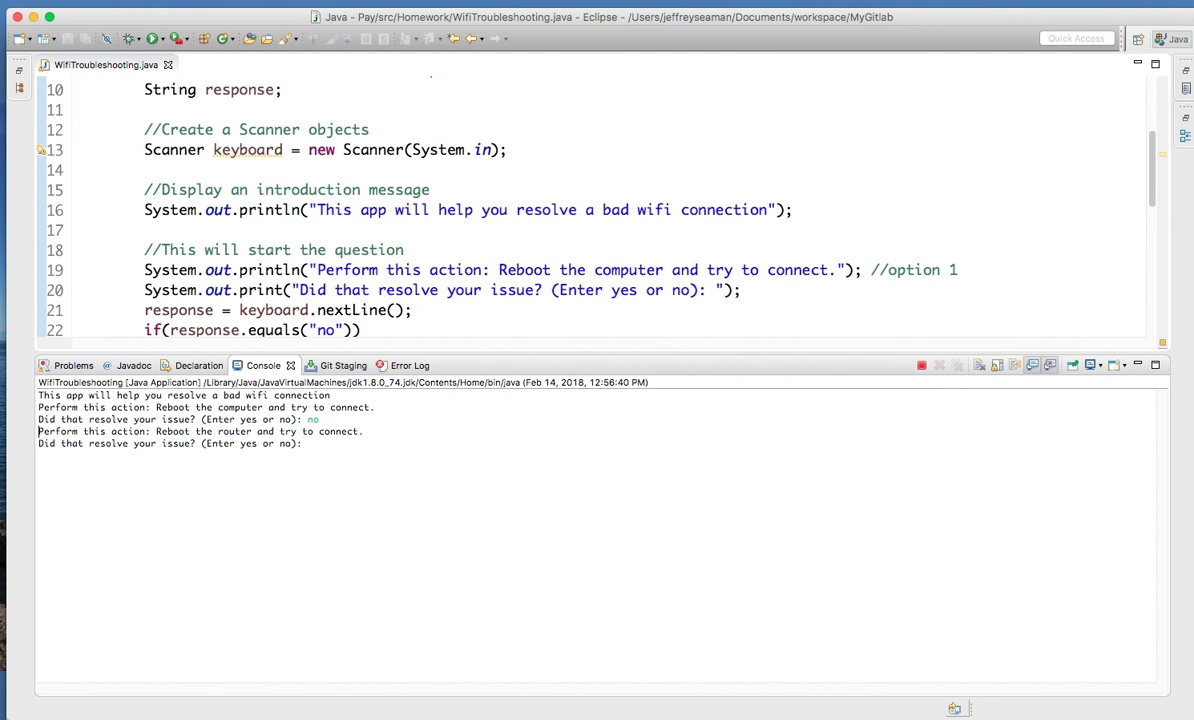 Java - Pay/src/Homework/WifiTroubleshooting.java - Eclipse - /Users/jeffreyseaman/Documents/workspace/MyGitlab
Quick Access
Java
WifiTroubleshooting.java
10 String response;
11
12 //Create a Scanner objects
13 Scanner keyboard = new Scanner(System.in);
14
15 //Display an introduction message
16 System.out.println("This app will help you resolve a bad wifi connection");
17
18 //This will start the question
19 System.out.println("Perform this action: Reboot the computer and try to connect."); //option 1
20 System.out.print("Did that resolve your issue? (Enter yes or no): ");
21 response = keyboard.nextLine();
22 if(response.equals("no"))
Problems @ Javadoc Declaration Console Git Staging Error Log
WifiTroubleshooting [Java Application] /Library/Java/JavaVirtualMachines/jdk1.8.0_74.jdk/Contents/Home/bin/java (Feb 14, 2018, 12:56:40 PM)
This app will help you resolve a bad wifi connection
Perform this action: Reboot the computer and try to connect.
Did that resolve your issue? (Enter yes or no): no
Perform this action: Reboot the router and try to connect.
Did that resolve your issue? (Enter yes or no):